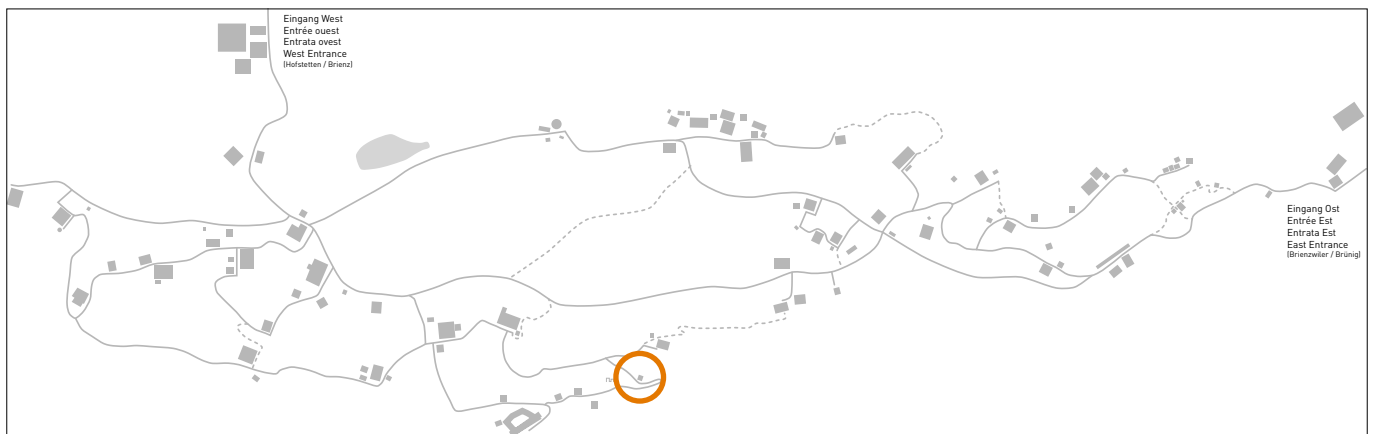 Eingang West
Entrée ouest
Entrata ovest
West Entrance
(Hofstetten / Brienz)
Eingang Ost
Entrée Est
Entrata Est
East Entrance
(Brienzwiler / Brünig)